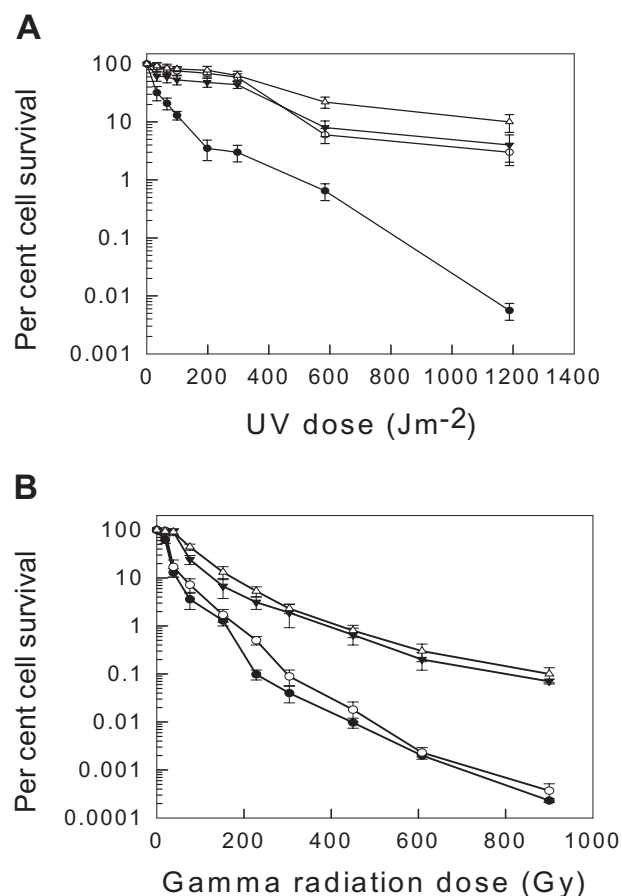 A
100
10
1
0.1
0.01
0.001
Per cent cell survival
0 200 400 600 800 1000 1200 1400
UV dose (Jm-2)
B
100
10
1
0.1
0.01
0.001
0.0001
Per cent cell survival
0 200 400 600 800 1000
Gamma radiation dose (Gy)